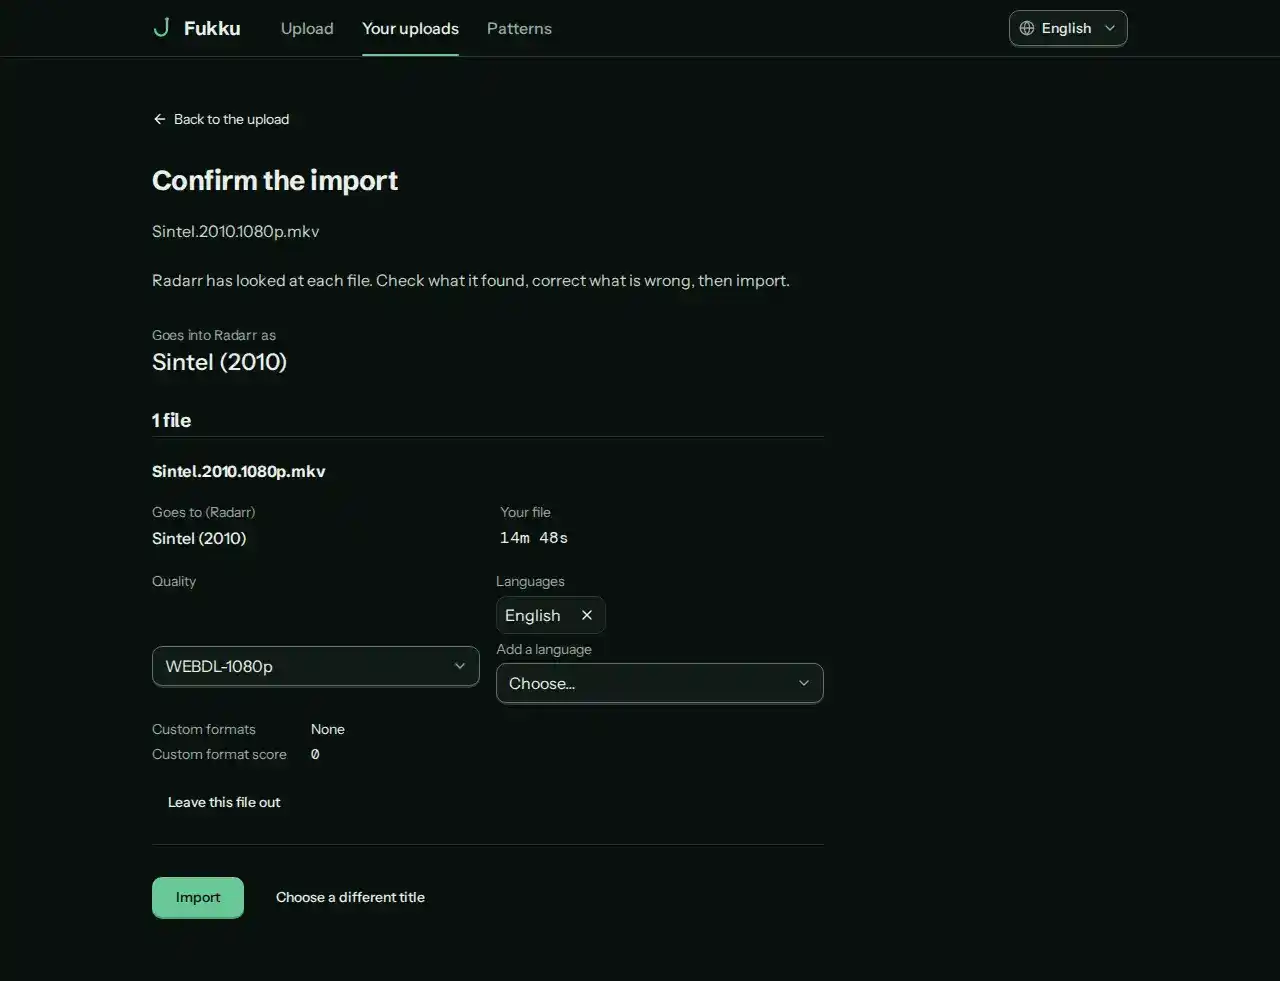 Fukku
Upload
Your uploads
Patterns
English
Back to the upload
Confirm the import
Sintel.2010.1080p.mkv
Radarr has looked at each file. Check what it found, correct what is wrong, then import.
Goes into Radarr as
Sintel (2010)
1 file
Sintel.2010.1080p.mkv
Goes to (Radarr)
Sintel (2010)
Your file
14m 48s
Quality
WEBDL-1080p
Languages
English
Add a language
Choose...
Custom formats None
Custom format score 0
Leave this file out
Import
Choose a different title